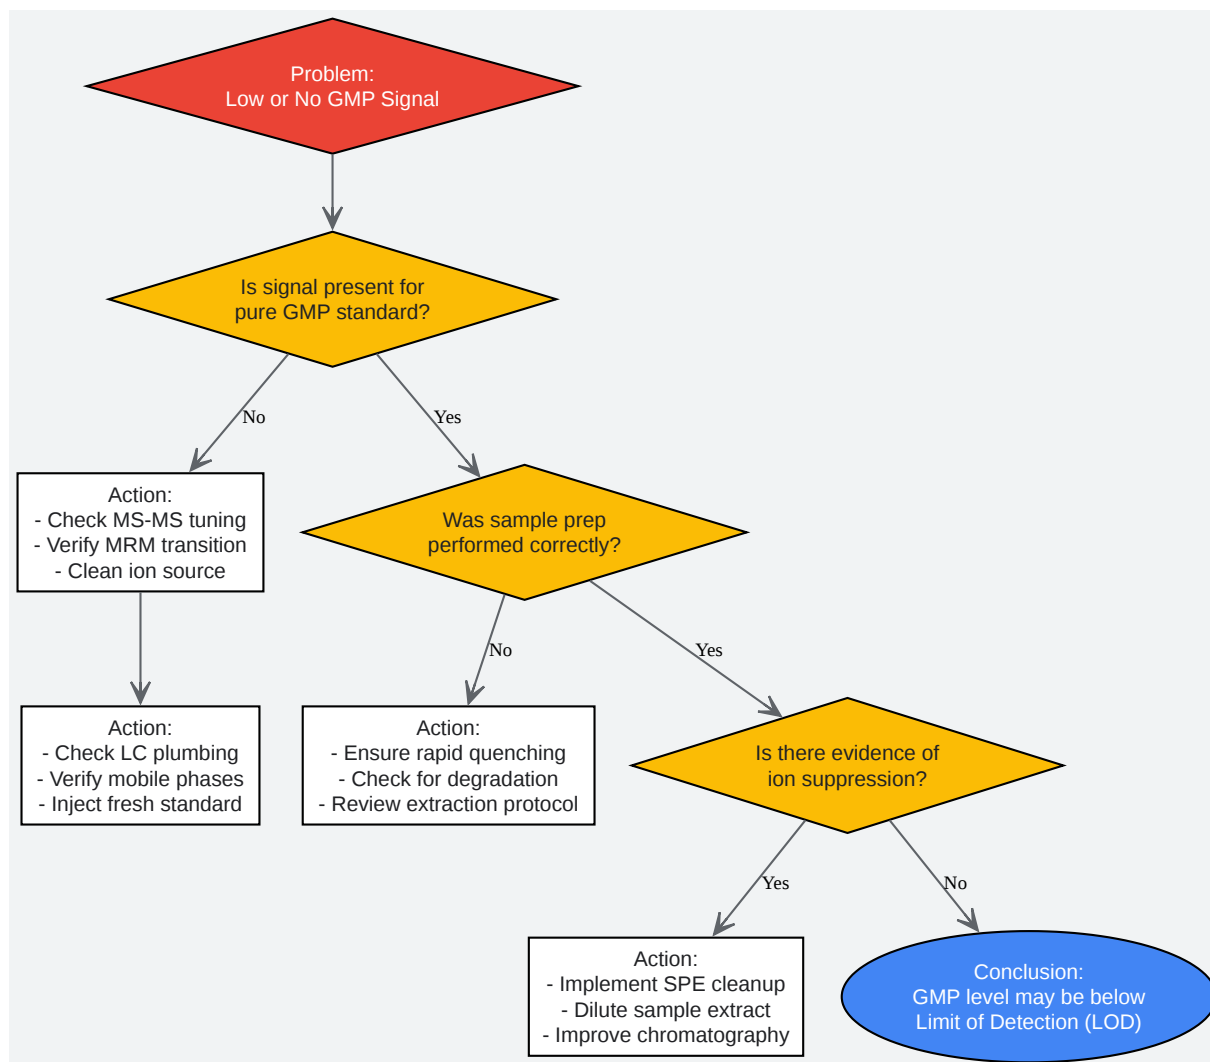 Problem:
Low or No GMP Signal
Is signal present for
pure GMP standard?
No
Yes
Action:
- Check MS-MS tuning
- Verify MRM transition
- Clean ion source
Was sample prep
performed correctly?
No
Yes
Action:
- Check LC plumbing
- Verify mobile phases
- Inject fresh standard
Action:
- Ensure rapid quenching
- Check for degradation
- Review extraction protocol
Is there evidence of
ion suppression?
Yes
No
Action:
- Implement SPE cleanup
- Dilute sample extract
- Improve chromatography
Conclusion:
GMP level may be below
Limit of Detection (LOD)